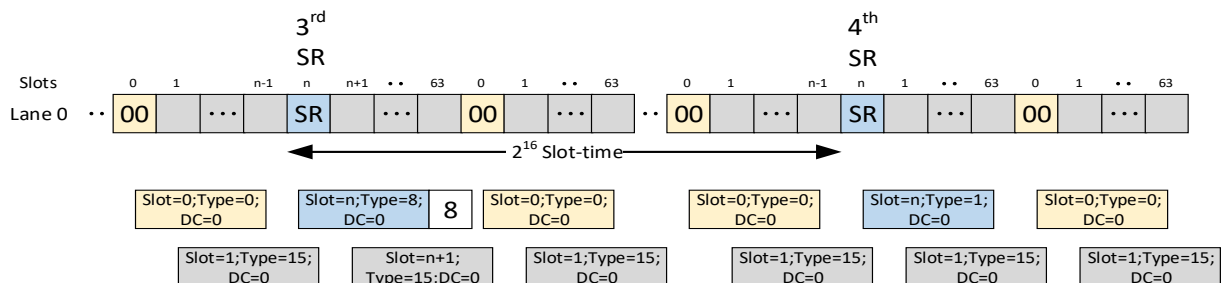 3rd 4th
SR SR
Slots 0 1 n-1 n n+1 ·· 63 0 1 ·· 63 0 1 n-1 n 1 ·· 63 0 1 ·· 63
Lane 0 ·· 00 ··· SR ··· 00 ··· ·· 00 ··· SR ··· 00 ···
2^16 Slot-time
Slot=0;Type=0; Slot=n;Type=8; 8 Slot=0;Type=0; Slot=0;Type=0; Slot=n;Type=1; Slot=0;Type=0;
DC=0 DC=0 DC=0 DC=0 DC=0 DC=0
Slot=1;Type=15; Slot=n+1; Slot=1;Type=15; Slot=1;Type=15; Slot=1;Type=15; Slot=1;Type=15;
DC=0 Type=15;DC=0 DC=0 DC=0 DC=0 DC=0